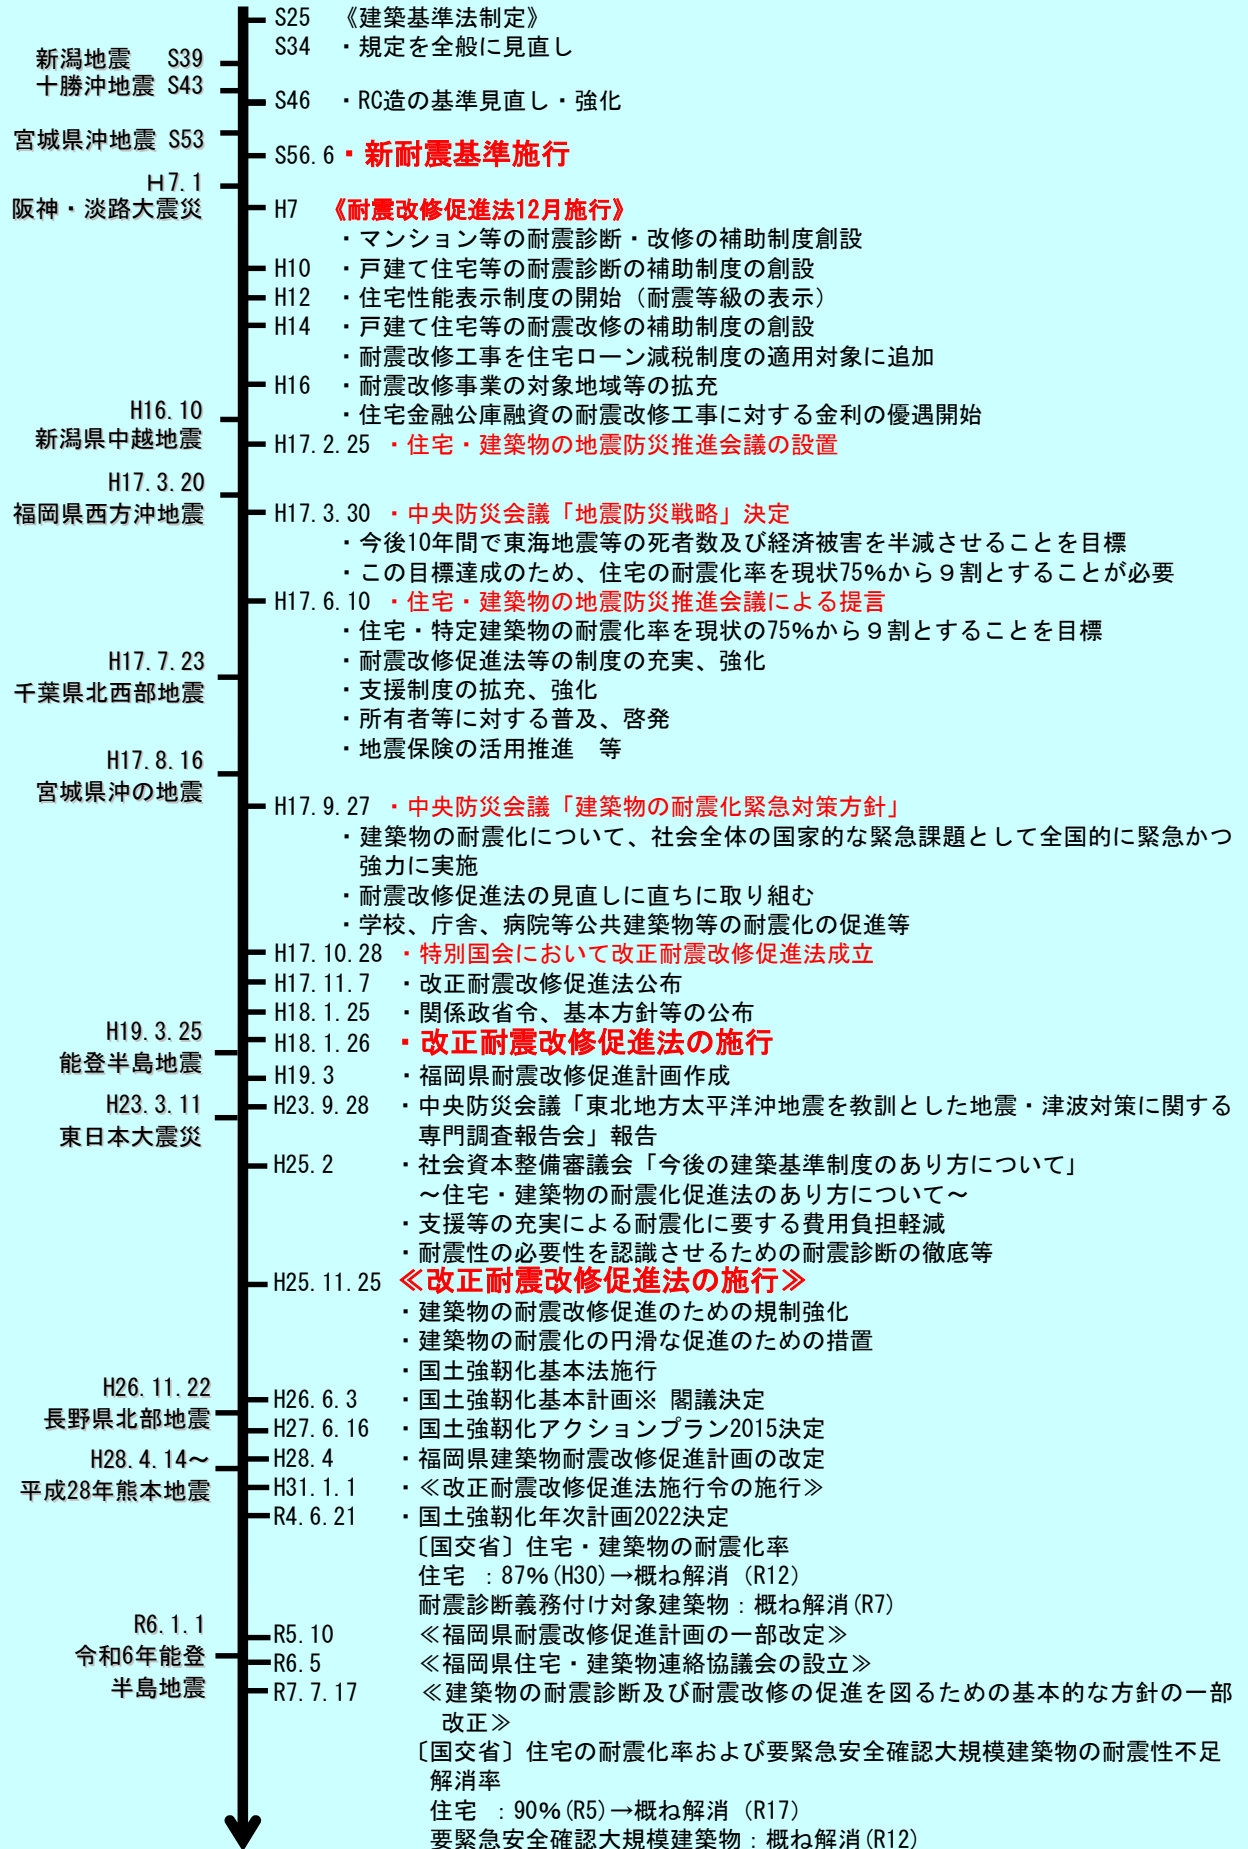 S25　《建築基準法制定》
S34　・規定を全般に見直し
新潟地震　S39
十勝沖地震 S43
S46　・RC造の基準見直し・強化
宮城県沖地震 S53
S56.6・新耐震基準施行
H7.1
阪神・淡路大震災
H7　《耐震改修促進法12月施行》
・マンション等の耐震診断・改修の補助制度創設
H10　・戸建て住宅等の耐震診断の補助制度の創設
H12　・住宅性能表示制度の開始（耐震等級の表示）
H14　・戸建て住宅等の耐震改修の補助制度の創設
・耐震改修工事を住宅ローン減税制度の適用対象に追加
H16　・耐震改修事業の対象地域等の拡充
H16.10
新潟県中越地震
・住宅金融公庫融資の耐震改修工事に対する金利の優遇開始
H17.2.25 ・住宅・建築物の地震防災推進会議の設置
H17.3.20
福岡県西方沖地震
H17.3.30 ・中央防災会議「地震防災戦略」決定
・今後10年間で東海地震等の死者数及び経済被害を半減させることを目標
・この目標達成のため、住宅の耐震化率を現状75%から９割とすることが必要
H17.6.10 ・住宅・建築物の地震防災推進会議による提言
・住宅・特定建築物の耐震化率を現状の75%から９割とすることを目標
H17.7.23
千葉県北西部地震
・耐震改修促進法等の制度の充実、強化
・支援制度の拡充、強化
・所有者等に対する普及、啓発
・地震保険の活用推進　等
H17.8.16
宮城県沖の地震
H17.9.27 ・中央防災会議「建築物の耐震化緊急対策方針」
・建築物の耐震化について、社会全体の国家的な緊急課題として全国的に緊急かつ
強力に実施
・耐震改修促進法の見直しに直ちに取り組む
・学校、庁舎、病院等公共建築物等の耐震化の促進等
H17.10.28 ・特別国会において改正耐震改修促進法成立
H17.11.7　・改正耐震改修促進法公布
H18.1.25　・関係政省令、基本方針等の公布
H19.3.25
能登半島地震
H18.1.26　・改正耐震改修促進法の施行
H19.3　・福岡県耐震改修促進計画作成
H23.3.11
東日本大震災
H23.9.28　・中央防災会議「東北地方太平洋沖地震を教訓とした地震・津波対策に関する
専門調査報告会」報告
H25.2　・社会資本整備審議会「今後の建築基準制度のあり方について」
～住宅・建築物の耐震化促進法のあり方について～
・支援等の充実による耐震化に要する費用負担軽減
・耐震性の必要性を認識させるための耐震診断の徹底等
H25.11.25 ≪改正耐震改修促進法の施行≫
・建築物の耐震改修促進のための規制強化
・建築物の耐震化の円滑な促進のための措置
・国土強靭化基本法施行
H26.11.22
長野県北部地震
H26.6.3　・国土強靭化基本計画※ 閣議決定
H27.6.16　・国土強靭化アクションプラン2015決定
H28.4.14～
平成28年熊本地震
H28.4　・福岡県建築物耐震改修促進計画の改定
H31.1.1　・≪改正耐震改修促進法施行令の施行≫
R4.6.21　・国土強靭化年次計画2022決定
〔国交省〕住宅・建築物の耐震化率
住宅 ：87%(H30)→概ね解消（R12）
耐震診断義務付け対象建築物：概ね解消(R7)
R6.1.1
令和6年能登
半島地震
R5.10　≪福岡県耐震改修促進計画の一部改定≫
R6.5　≪福岡県住宅・建築物連絡協議会の設立≫
R7.7.17　≪建築物の耐震診断及び耐震改修の促進を図るための基本的な方針の一部
改正≫
〔国交省〕住宅の耐震化率および要緊急安全確認大規模建築物の耐震性不足
解消率
住宅 ：90%(R5)→概ね解消（R17）
要緊急安全確認大規模建築物：概ね解消(R12)